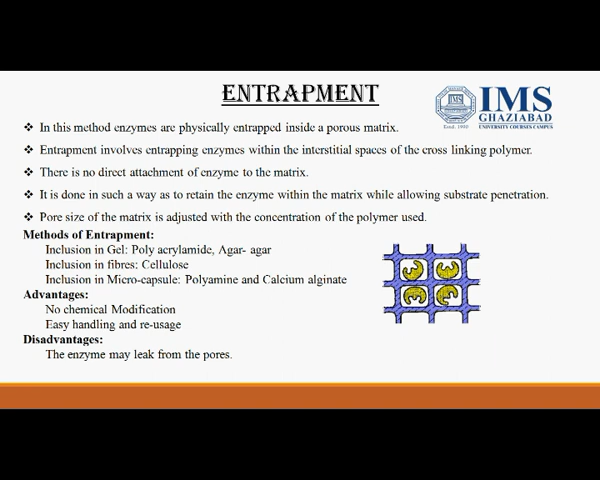 ENTRAPMENT
IMS
GHAZIABAD
UNIVERSITY COURSES CAMPUS
Estd. 1990
❖ In this method enzymes are physically entrapped inside a porous matrix.
❖ Entrapment involves entrapping enzymes within the interstitial spaces of the cross linking polymer.
❖ There is no direct attachment of enzyme to the matrix.
❖ It is done in such a way as to retain the enzyme within the matrix while allowing substrate penetration.
❖ Pore size of the matrix is adjusted with the concentration of the polymer used.
Methods of Entrapment:
Inclusion in Gel: Poly acrylamide, Agar- agar
Inclusion in fibres: Cellulose
Inclusion in Micro-capsule: Polyamine and Calcium alginate
Advantages:
No chemical Modification
Easy handling and re-usage
Disadvantages:
The enzyme may leak from the pores.